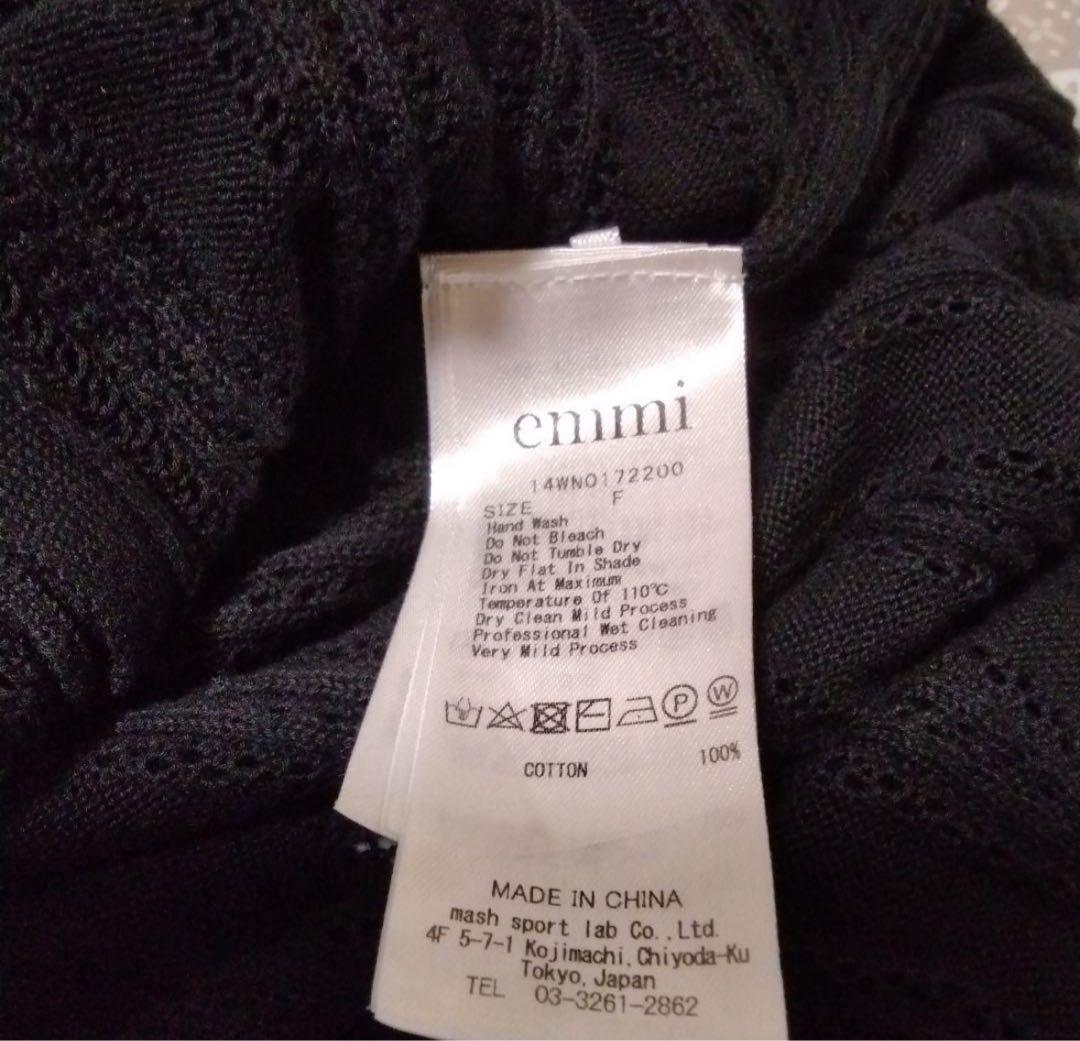 emmi
14WNO172200
SIZE F
Hand Wash
Do Not Bleach
Do Not Tumble Dry
Dry Flat In Shade
Iron At Maximum
Temperature Of 110℃
Dry Clean Mild Process
Professional Wet Cleaning
Very Mild Process
P W
COTTON 100%
MADE IN CHINA
mash sport lab Co.,Ltd.
4F 5-7-1 Kojimachi,Chiyoda-Ku
Tokyo,Japan
TEL 03-3261-2862